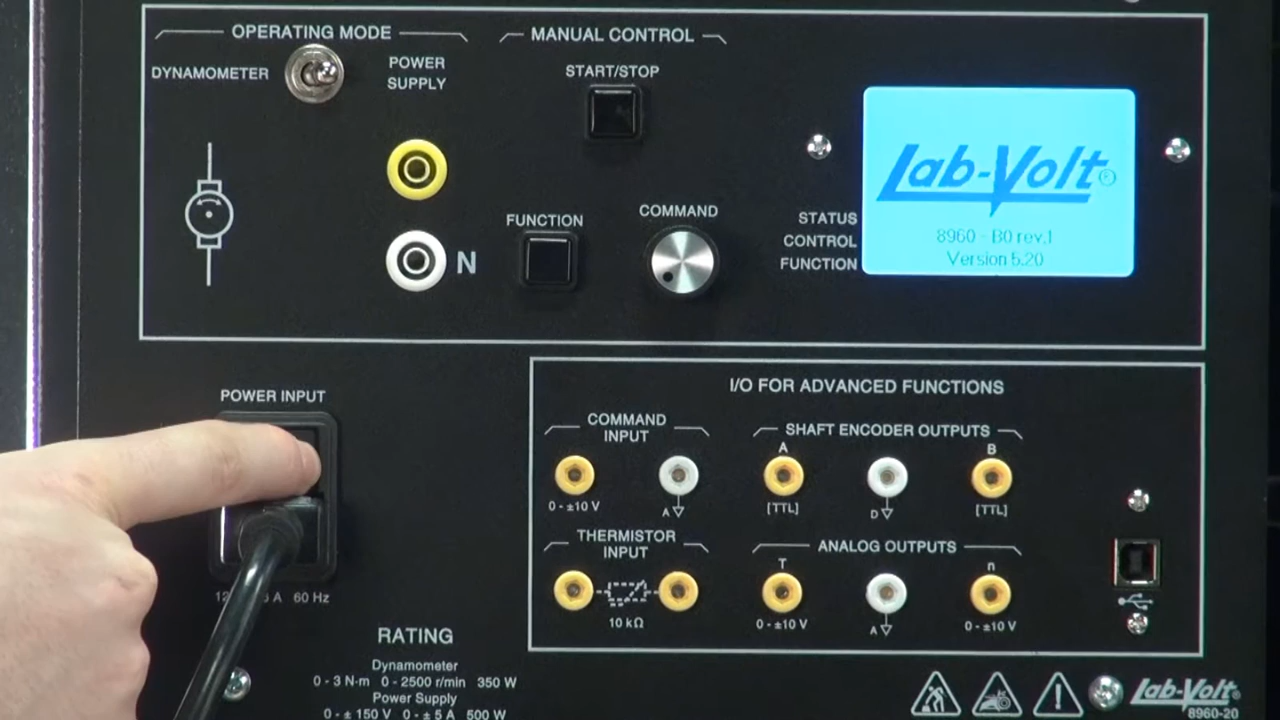 OPERATING MODE
DYNAMOMETER
POWER
SUPPLY
N
MANUAL CONTROL
START/STOP
FUNCTION
COMMAND
STATUS
CONTROL
FUNCTION
Lab-Volt®
8960 - B0 rev.1
Version 5.20
POWER INPUT
60 Hz
RATING
Dynamometer
0 - 3 N·m 0 - 2500 r/min 350 W
Power Supply
0 - ± 150 V 0 - ± 5 A 500 W
I/O FOR ADVANCED FUNCTIONS
COMMAND
INPUT
0 - ±10 V
A
SHAFT ENCODER OUTPUTS
A
B
[TTL]
D
[TTL]
THERMISTOR
INPUT
10 kΩ
ANALOG OUTPUTS
T
n
0 - ±10 V
A
0 - ±10 V
Lab-Volt®
8960-20